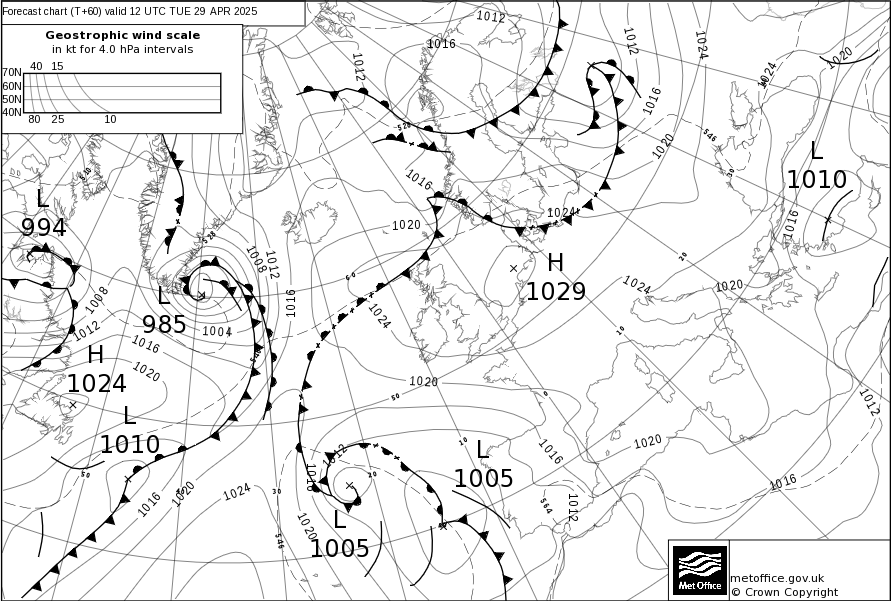 Forecast chart (T+60) valid 12 UTC TUE 29 APR 2025
Geostrophic wind scale
in kt for 4.0 hPa intervals
40 15
70N
60N
50N
40N
80 25 10
1012
1016
1012
1012
1024
1020
1024
1016
1020
L
1010
1016
1016
1020
1024
L
994
1008
1012
1016
H
1029
1024
1020
1008
1012
1016
L
985
1004
1024
1012
1016
1020
H
1024
1020
1012
L
1010
1016
1020
1024
1012
1016
1020
L
1005
L
1005
1016
1012
1020
1016
Met Office
metoffice.gov.uk
© Crown Copyright